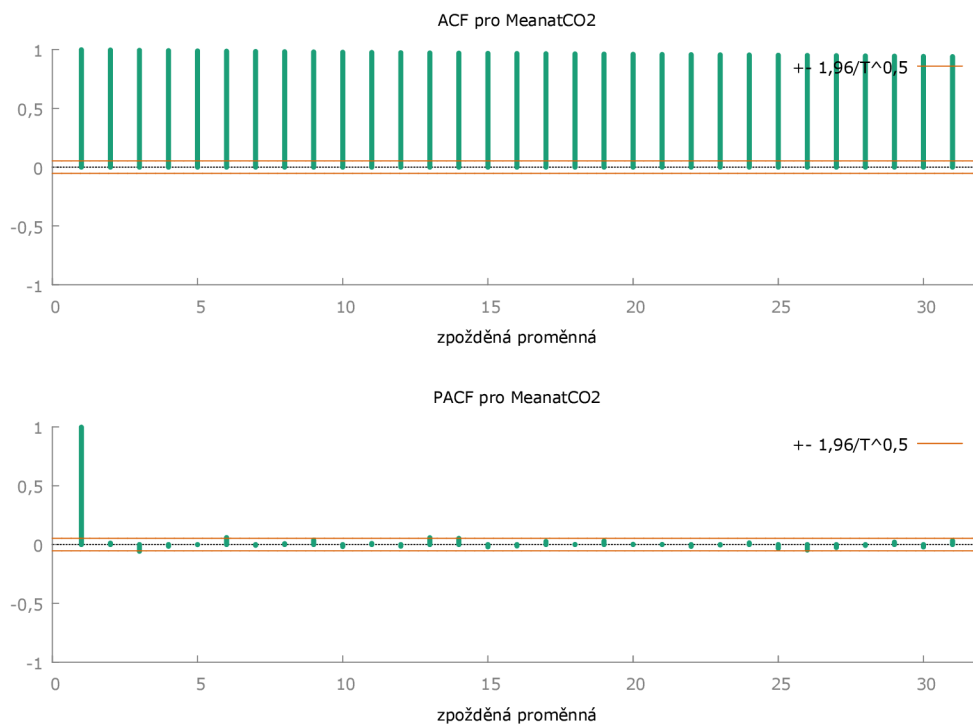 ACF pro MeanatCO2
+- 1,96/T^0,5
1
0,5
0
-0,5
-1
0 5 10 15 20 25 30
zpožděná proměnná
PACF pro MeanatCO2
+- 1,96/T^0,5
1
0,5
0
-0,5
-1
0 5 10 15 20 25 30
zpožděná proměnná